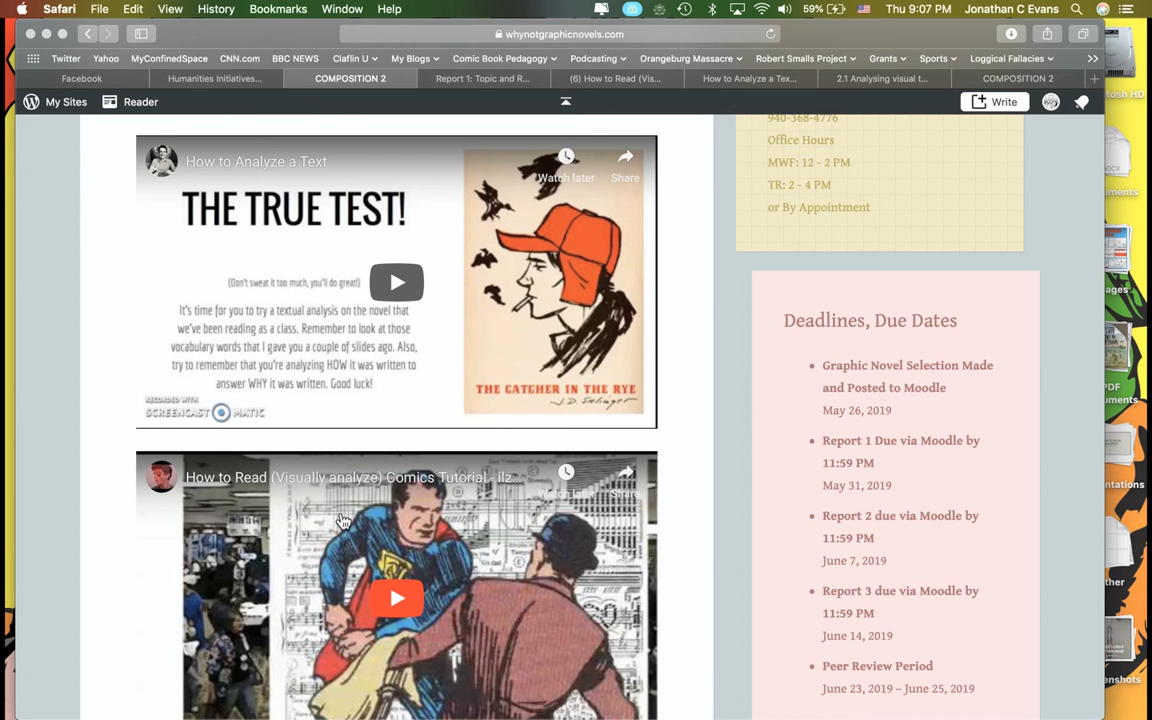 Safari File Edit View History Bookmarks Window Help 59% Thu 9:07 PM Jonathan C Evans
whynotgraphicnovels.com
Twitter Yahoo MyConfinedSpace CNN.com BBC NEWS Claflin U My Blogs Comic Book Pedagogy Podcasting Orangeburg Massacre Robert Smalls Project Grants Sports Loggical Fallacies
Facebook Humanities Initiatives... COMPOSITION 2 Report 1: Topic and R... (6) How to Read (Vis... How to Analyze a Tex... 2.1 Analysing visual t... COMPOSITION 2
My Sites Reader Write
How to Analyze a Text
Watch later Share
THE TRUE TEST!
(Don't sweat it too much, you'll do great!)
It's time for you to try a textual analysis on the novel that
we've been reading as a class. Remember to look at those
vocabulary words that I gave you a couple of slides ago. Also,
try to remember that you're analyzing HOW it was written to
answer WHY it was written. Good luck!
RECORDED WITH
SCREENCAST MATIC
THE CATCHER IN THE RYE
J.D. Salinger
How to Read (Visually analyze) Comics Tutorial - ilz...
Watch later Share
940-368-4776
Office Hours
MWF: 12 - 2 PM
TR: 2 - 4 PM
or By Appointment
Deadlines, Due Dates
Graphic Novel Selection Made
and Posted to Moodle
May 26, 2019
Report 1 Due via Moodle by
11:59 PM
May 31, 2019
Report 2 due via Moodle by
11:59 PM
June 7, 2019
Report 3 due via Moodle by
11:59 PM
June 14, 2019
Peer Review Period
June 23, 2019 – June 25, 2019